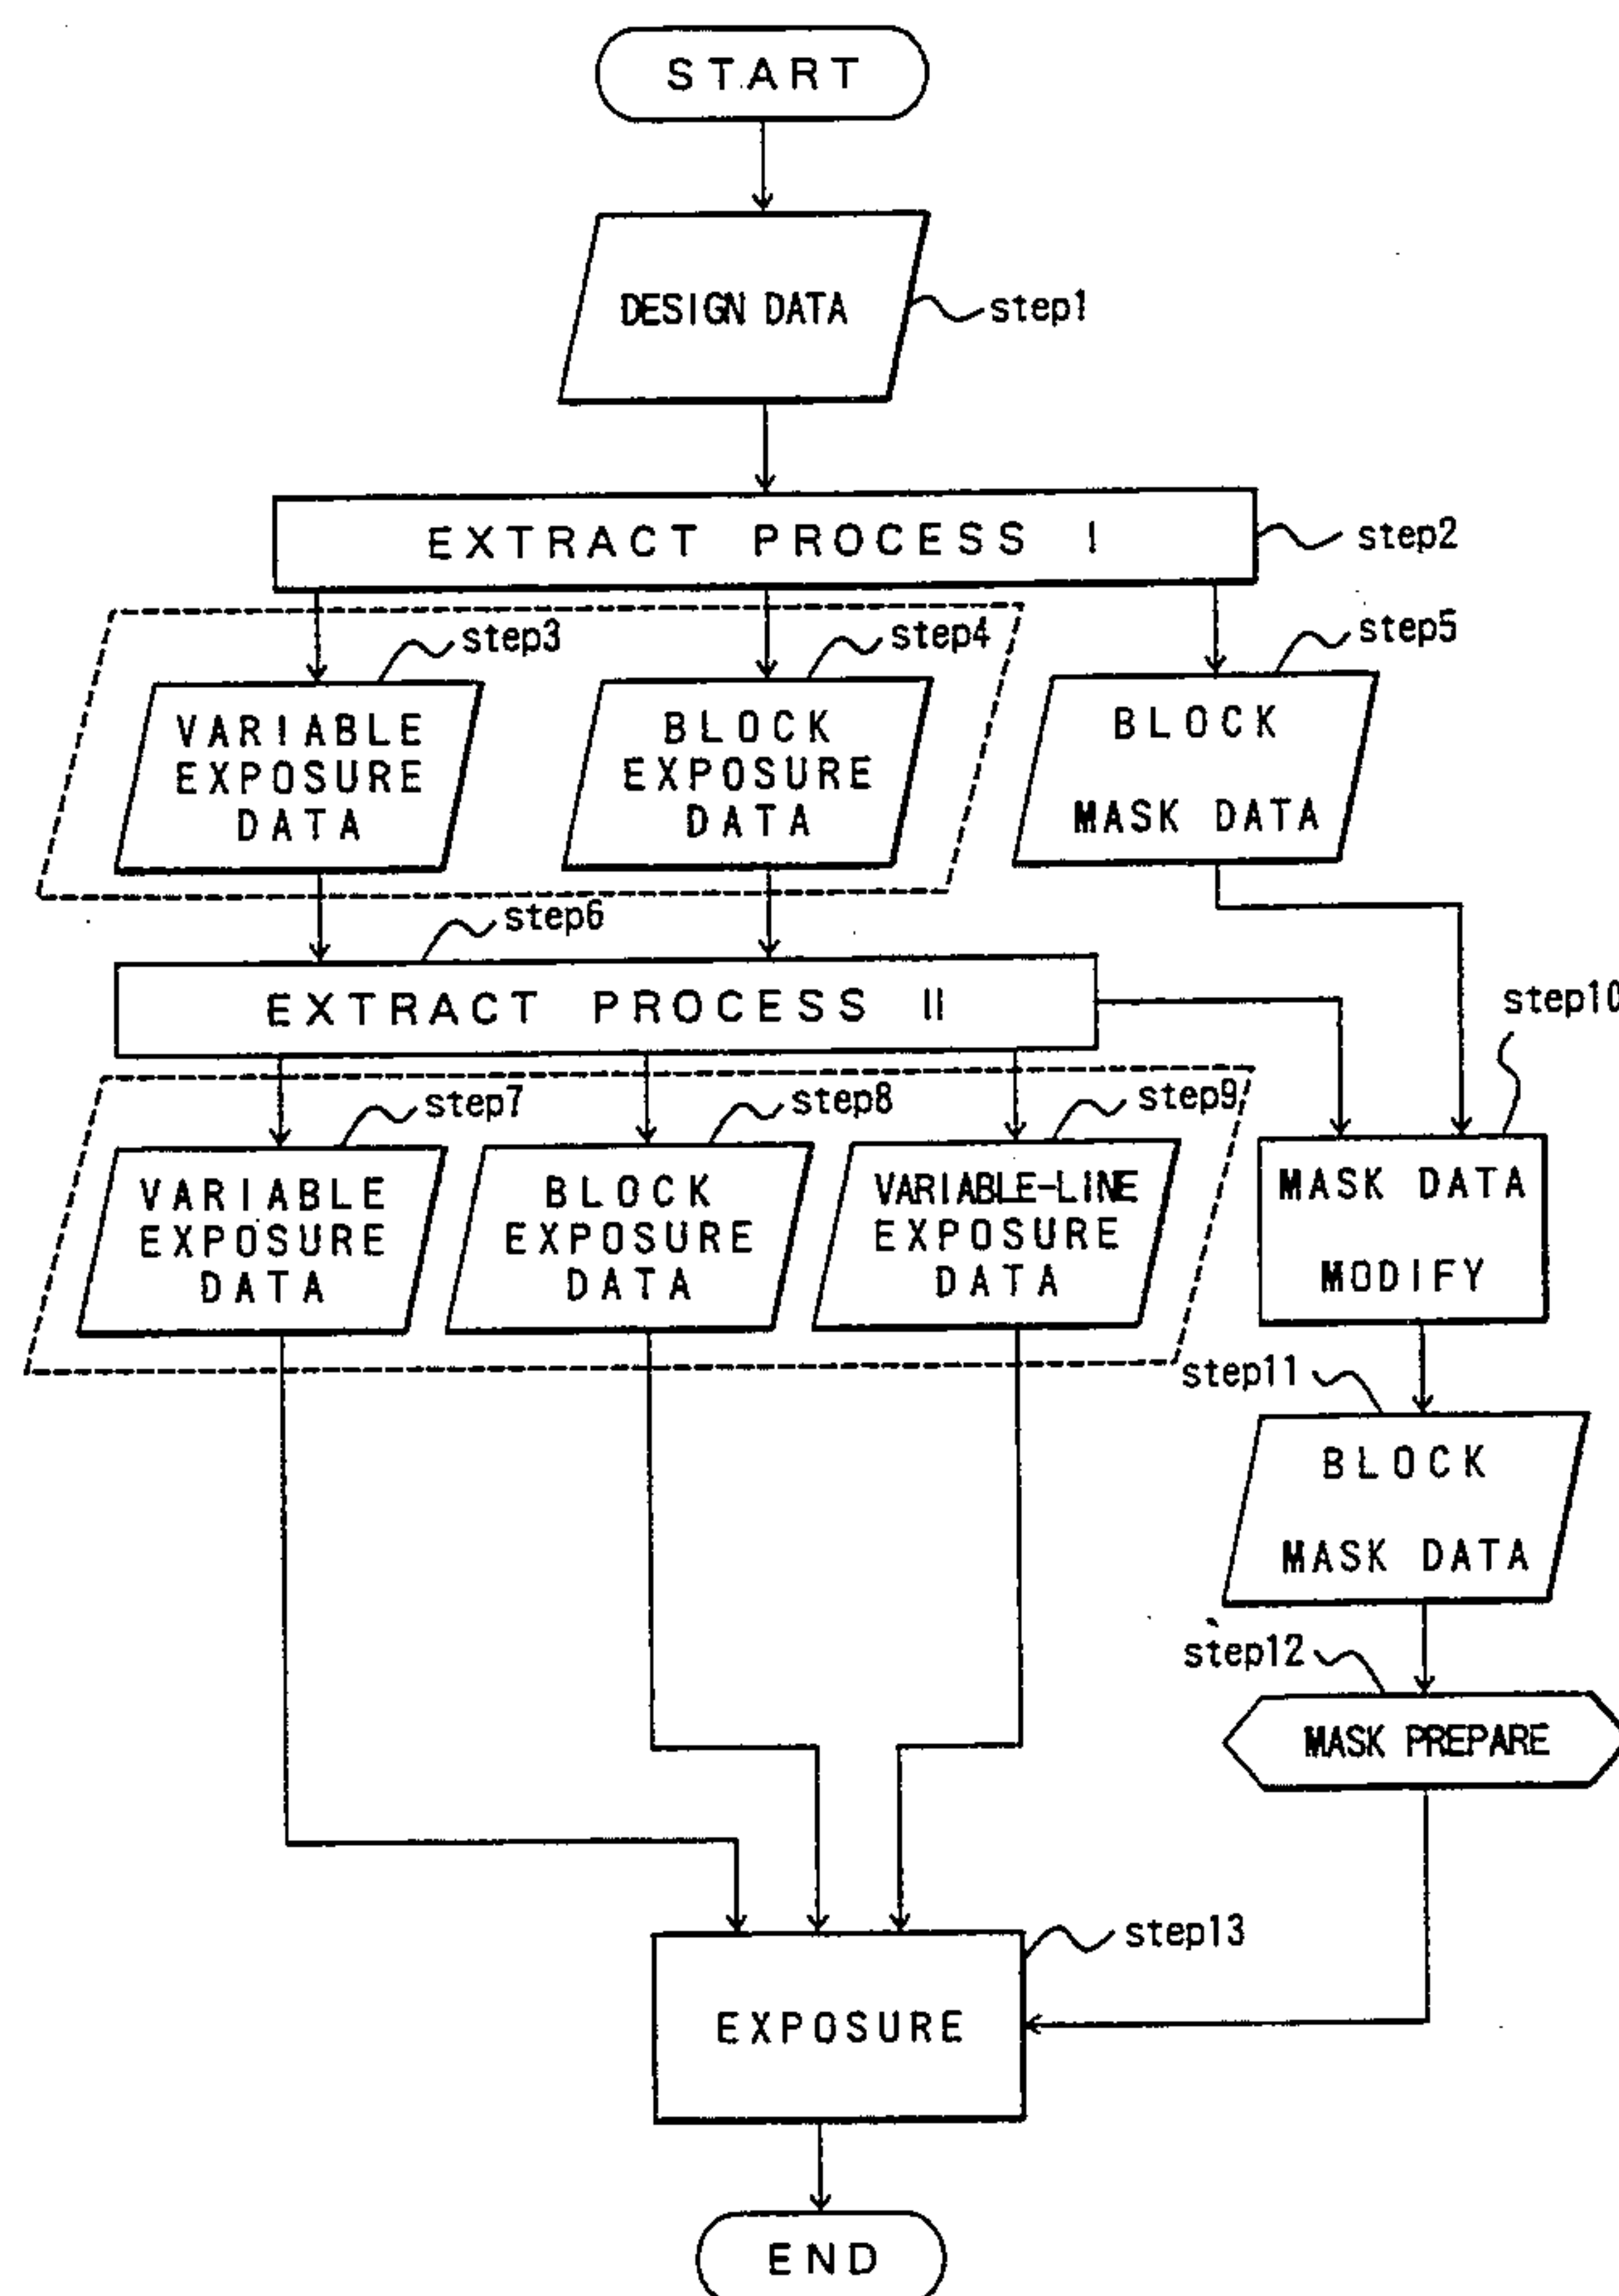 START
DESIGN DATA
step1
EXTRACT PROCESS I
step2
step3
step4
step5
VARIABLE
EXPOSURE
DATA
BLOCK
EXPOSURE
DATA
BLOCK
MASK DATA
step6
EXTRACT PROCESS II
step10
step7
step8
step9
VARIABLE
EXPOSURE
DATA
BLOCK
EXPOSURE
DATA
VARIABLE-LINE
EXPOSURE
DATA
MASK DATA
MODIFY
step11
BLOCK
MASK DATA
step12
MASK PREPARE
step13
EXPOSURE
END